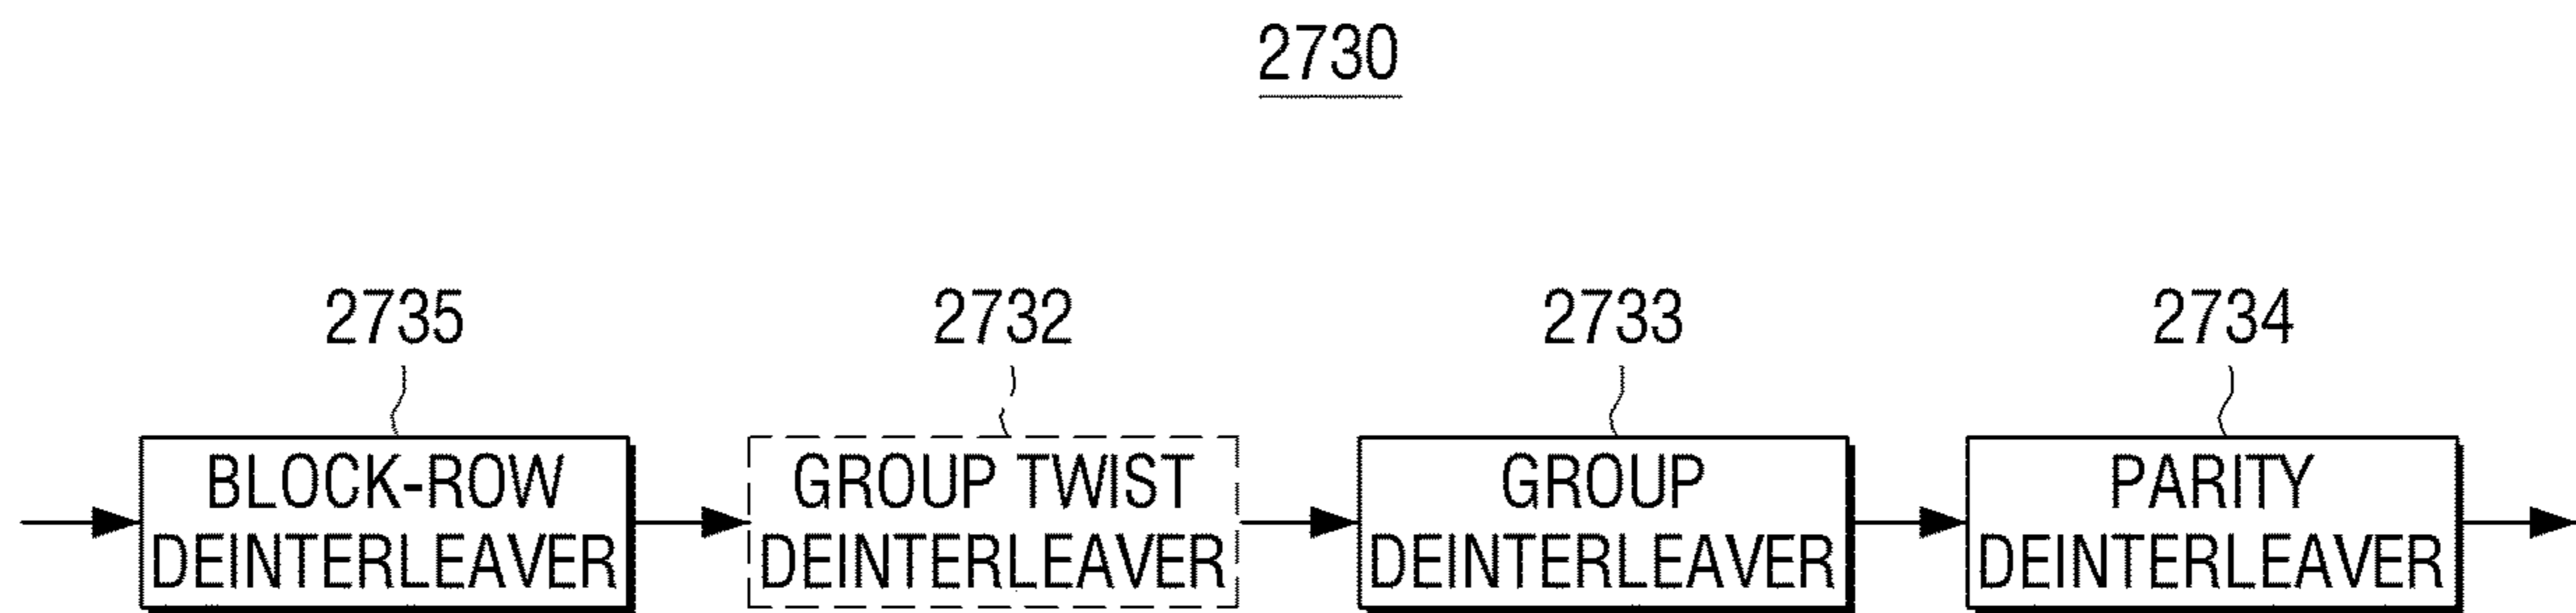 2730
2735
2732
2733
2734
BLOCK-ROW
DEINTERLEAVER
GROUP TWIST
DEINTERLEAVER
GROUP
DEINTERLEAVER
PARITY
DEINTERLEAVER